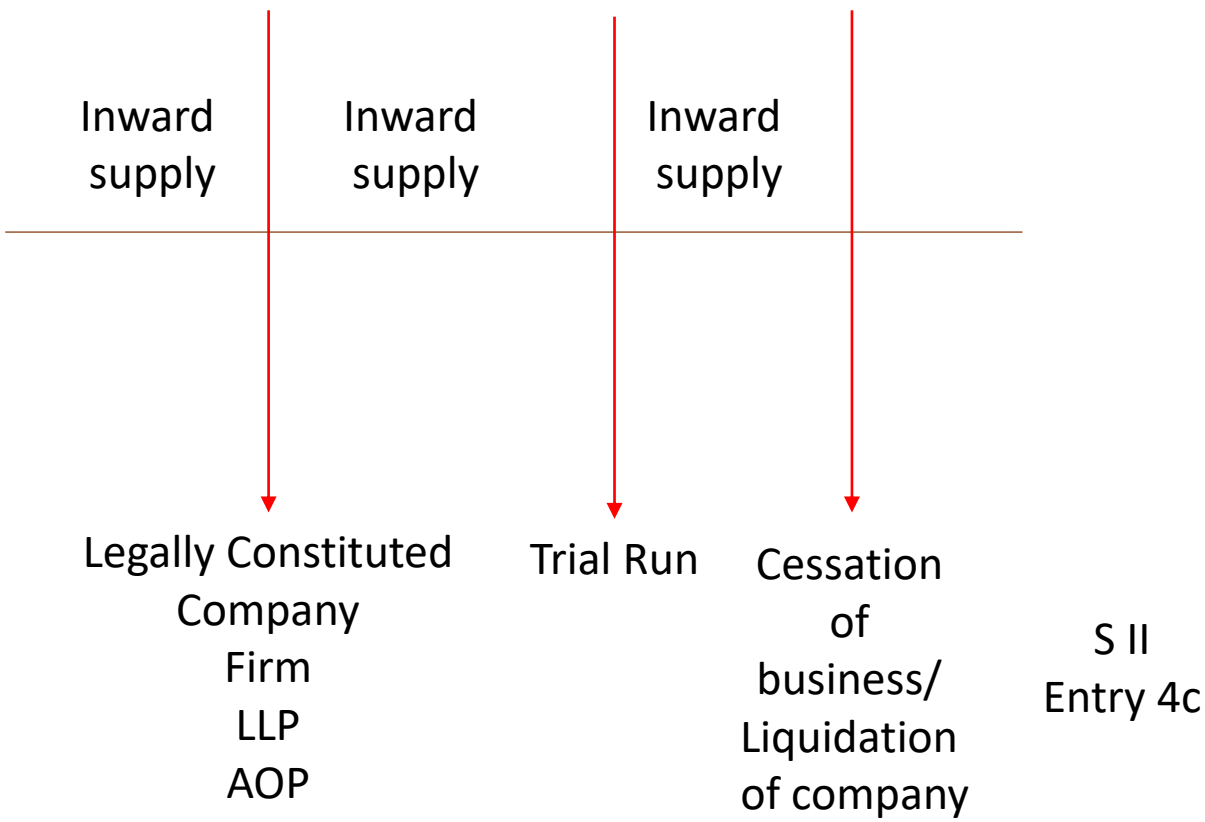 Inward
supply
Inward
supply
Inward
supply
Legally Constituted
Company
Firm
LLP
AOP
Trial Run
Cessation
of
business/
Liquidation
of company
S II
Entry 4c